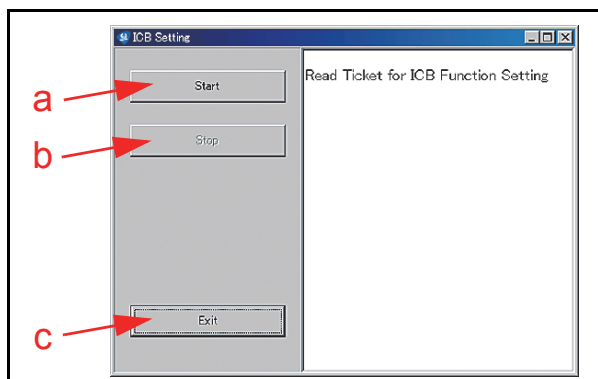 ICB Setting
a
Start
Read Ticket for ICB Function Setting
b
Stop
c
Exit